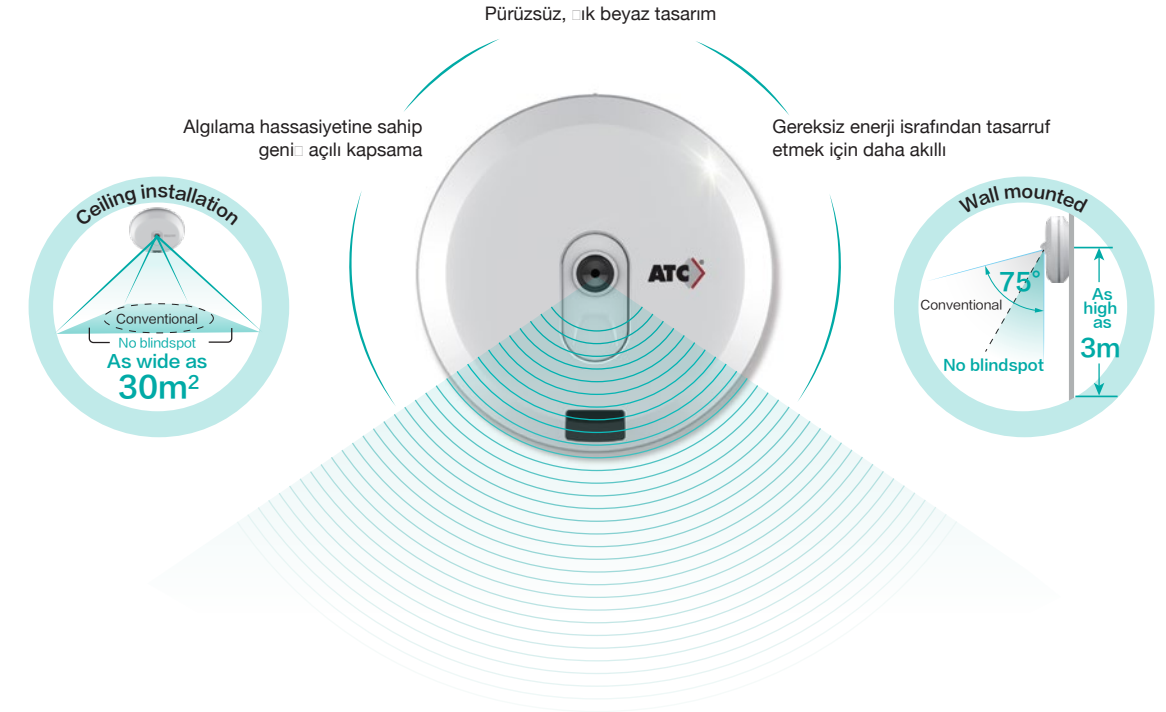 Pürüzsüz, □ık beyaz tasarım
Algılama hassasiyetine sahip
geni□ açılı kapsama
Gereksiz enerji israfından tasarruf
etmek için daha akıllı
Ceiling installation
Conventional
No blindspot
As wide as
30m²
ATC
Wall mounted
75°
Conventional
No blindspot
As
high
as
3m